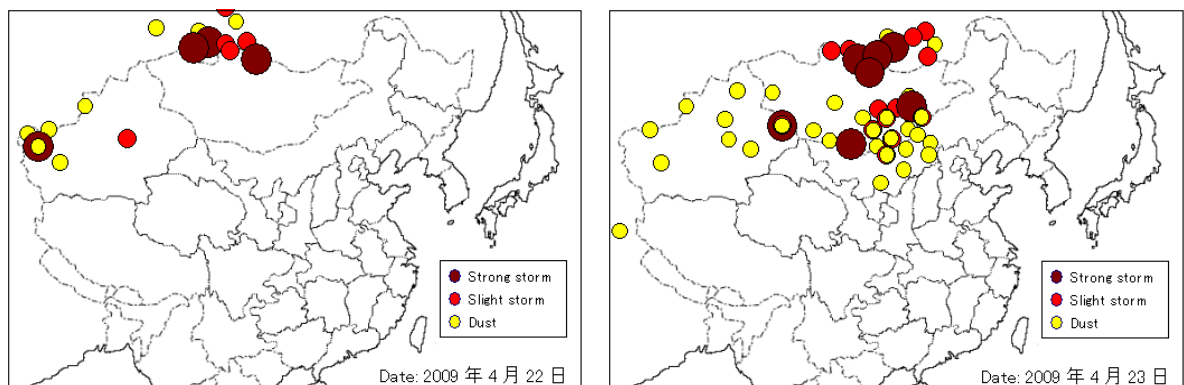 Strong storm
Slight storm
Dust
Date: 2009 年 4 月 22 日
Strong storm
Slight storm
Dust
Date: 2009 年 4 月 23 日